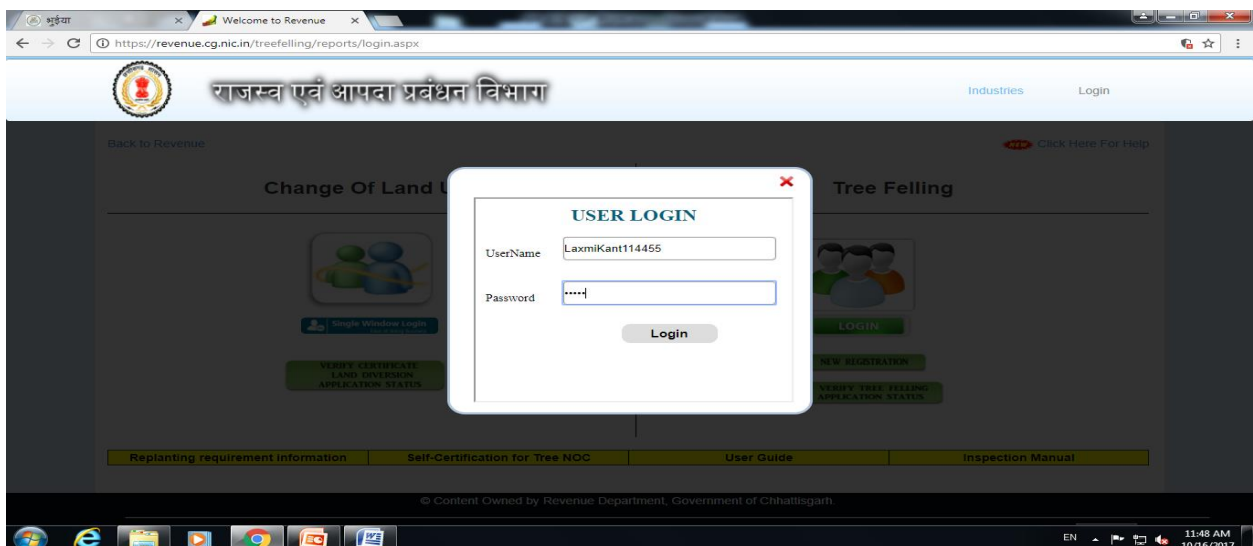 भुईया
Welcome to Revenue
https://revenue.cg.nic.in/treefelling/reports/login.aspx
राजस्व एवं आपदा प्रबंधन विभाग
Industries
Login
Back to Revenue
Click Here For Help
Change Of Land U
Tree Felling
USER LOGIN
UserName
LaxmiKant114455
Password
•••••
Login
Single Window Login
LOGIN
VERIFY CERTIFICATE
LAND DIVERSION
APPLICATION STATUS
NEW REGISTRATION
VERIFY TREE FELLING
APPLICATION STATUS
Replanting requirement information
Self-Certification for Tree NOC
User Guide
Inspection Manual
© Content Owned by Revenue Department, Government of Chhattisgarh.
EN
11:48 AM
10/16/2017